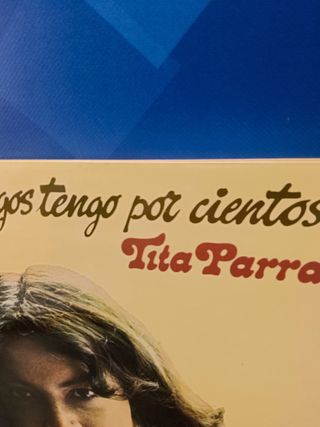 gos tengo por cientos
Tita Parra